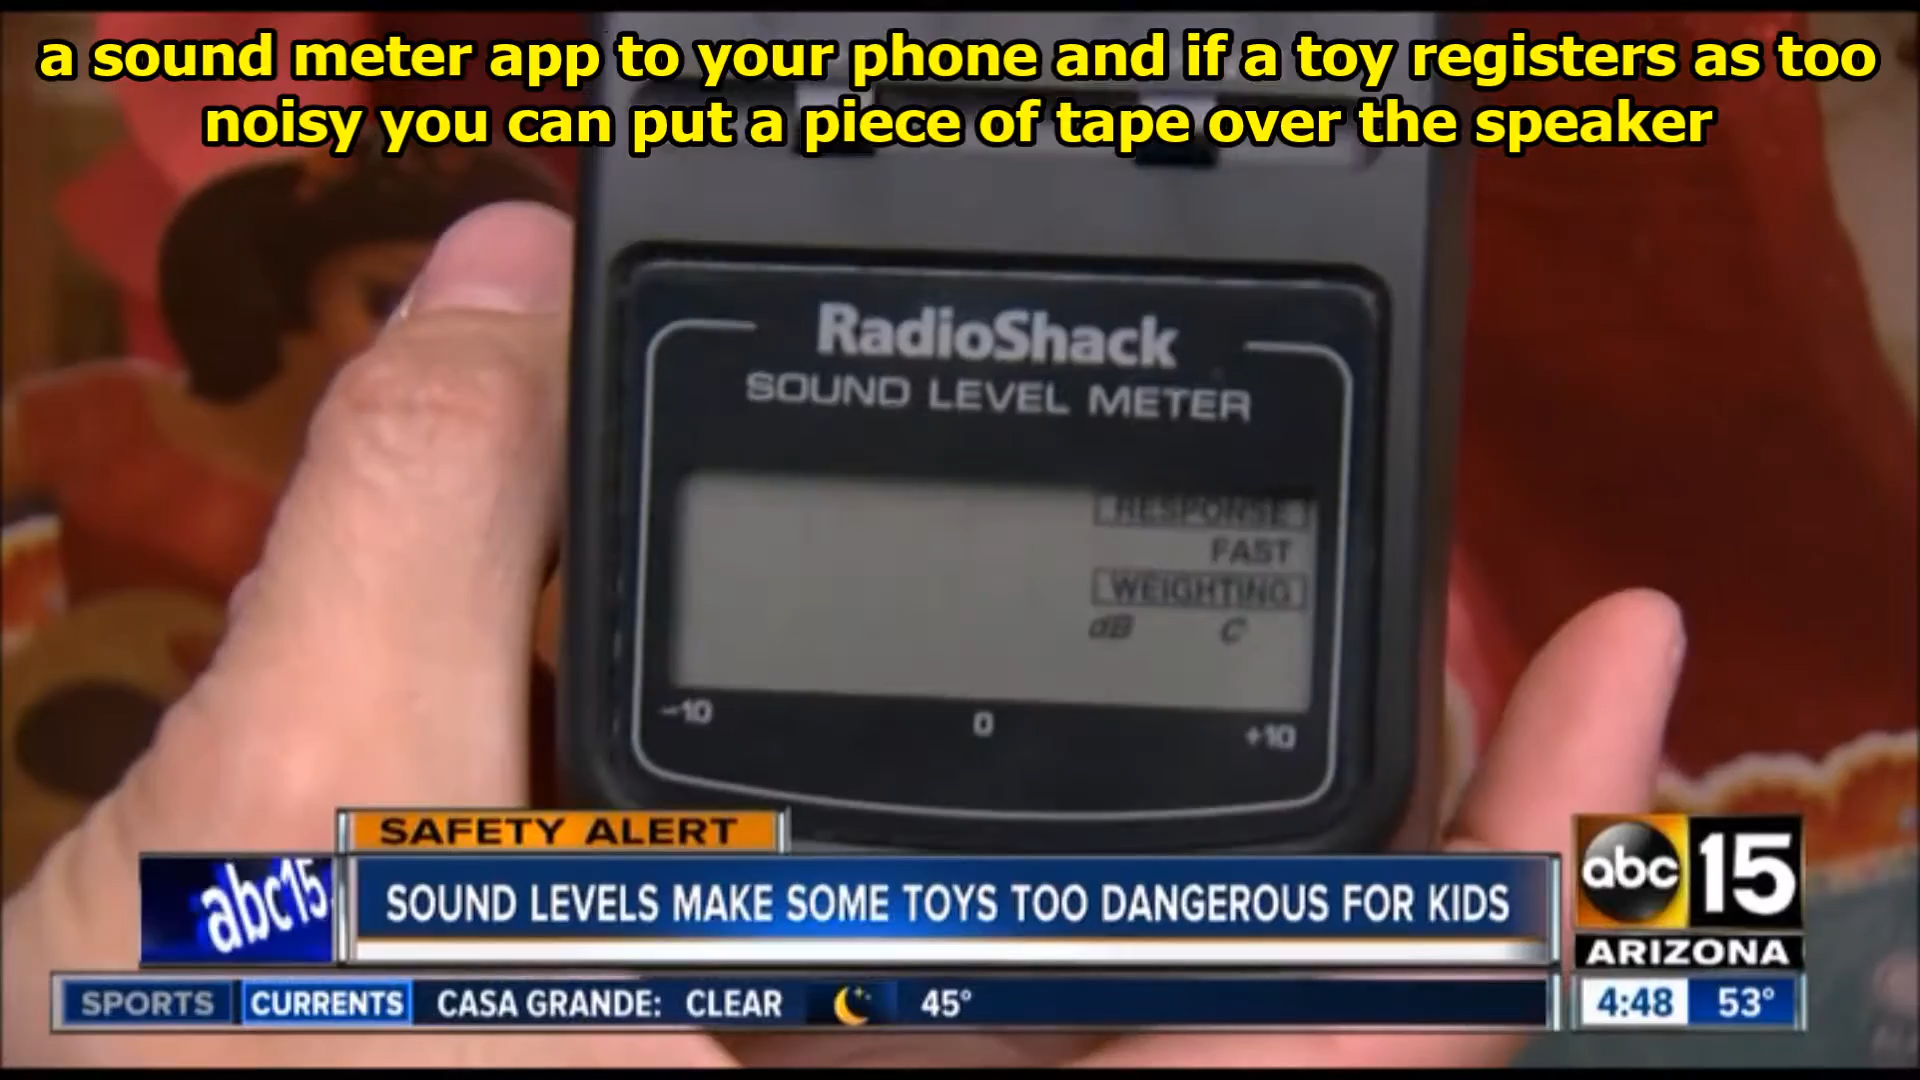 a sound meter app to your phone and if a toy registers as too
noisy you can put a piece of tape over the speaker
RadioShack
SOUND LEVEL METER
RESPONSE
FAST
WEIGHTING
dB C
-10 0 +10
SAFETY ALERT
abc15
SOUND LEVELS MAKE SOME TOYS TOO DANGEROUS FOR KIDS
abc 15
ARIZONA
SPORTS CURRENTS CASA GRANDE: CLEAR 45°
4:48 53°